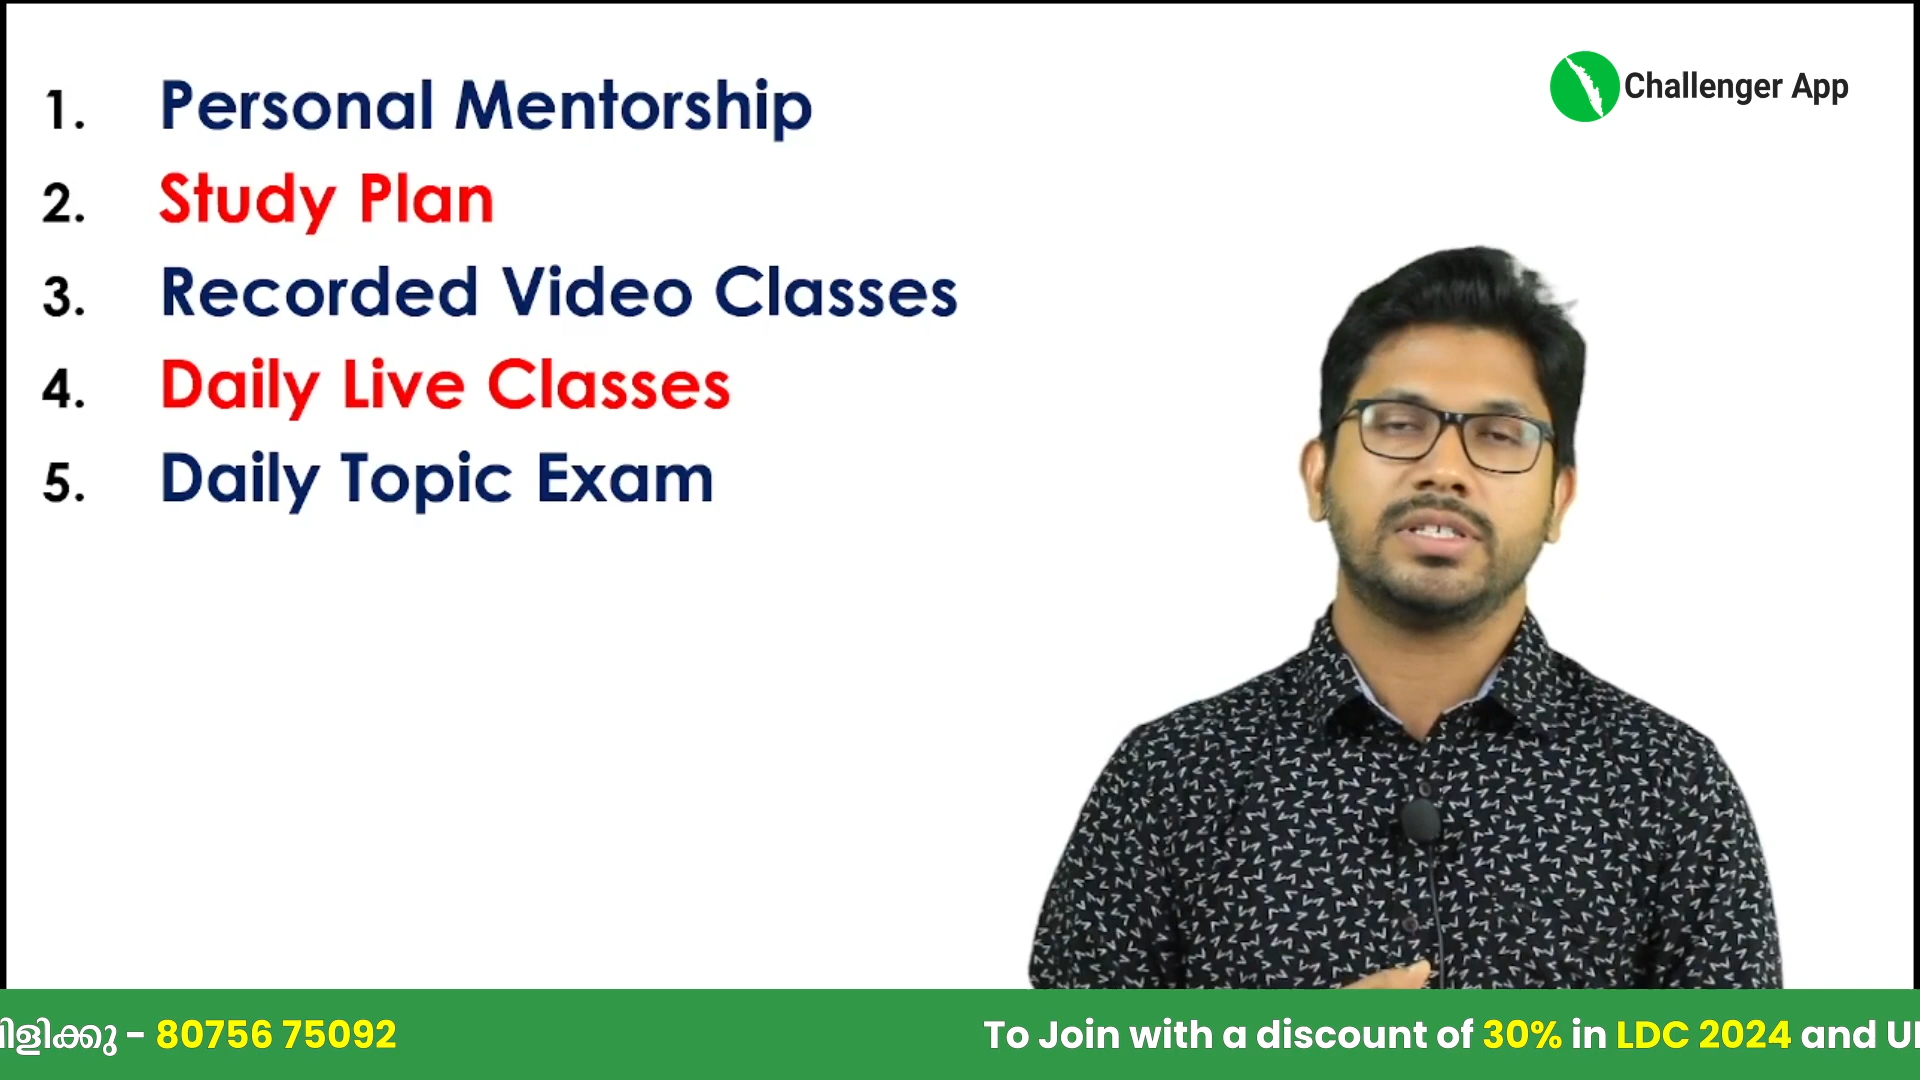 1. Personal Mentorship
2. Study Plan
3. Recorded Video Classes
4. Daily Live Classes
5. Daily Topic Exam
Challenger App
– 80756 75092
To Join with a discount of 30% in LDC 2024 and